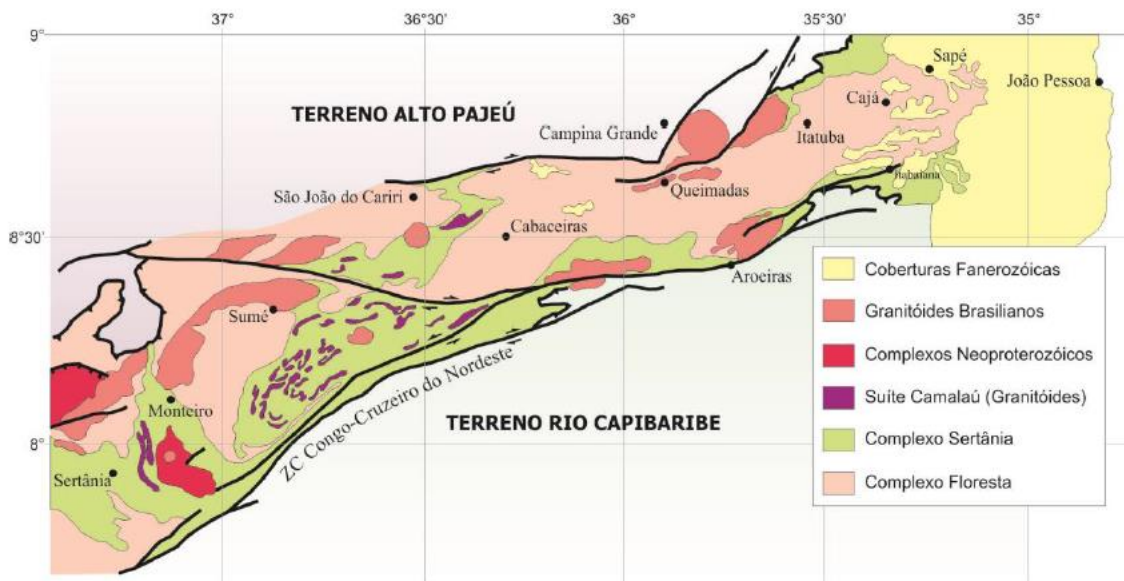 37°
36°30'
36°
35°30'
35°
9°
Sapé
João Pessoa
TERRENO ALTO PAJEÚ
Cajá
Campina Grande
Itatuba
Itabaiana
Queimadas
São João do Cariri
Cabaceiras
8°30'
Aroeiras
Sumé
ZC Congo-Cruzeiro do Nordeste
Monteiro
TERRENO RIO CAPIBARIBE
8°
Sertânia
Coberturas Fanerozóicas
Granitóides Brasilianos
Complexos Neoproterozóicos
Suíte Camalaú (Granitóides)
Complexo Sertânia
Complexo Floresta